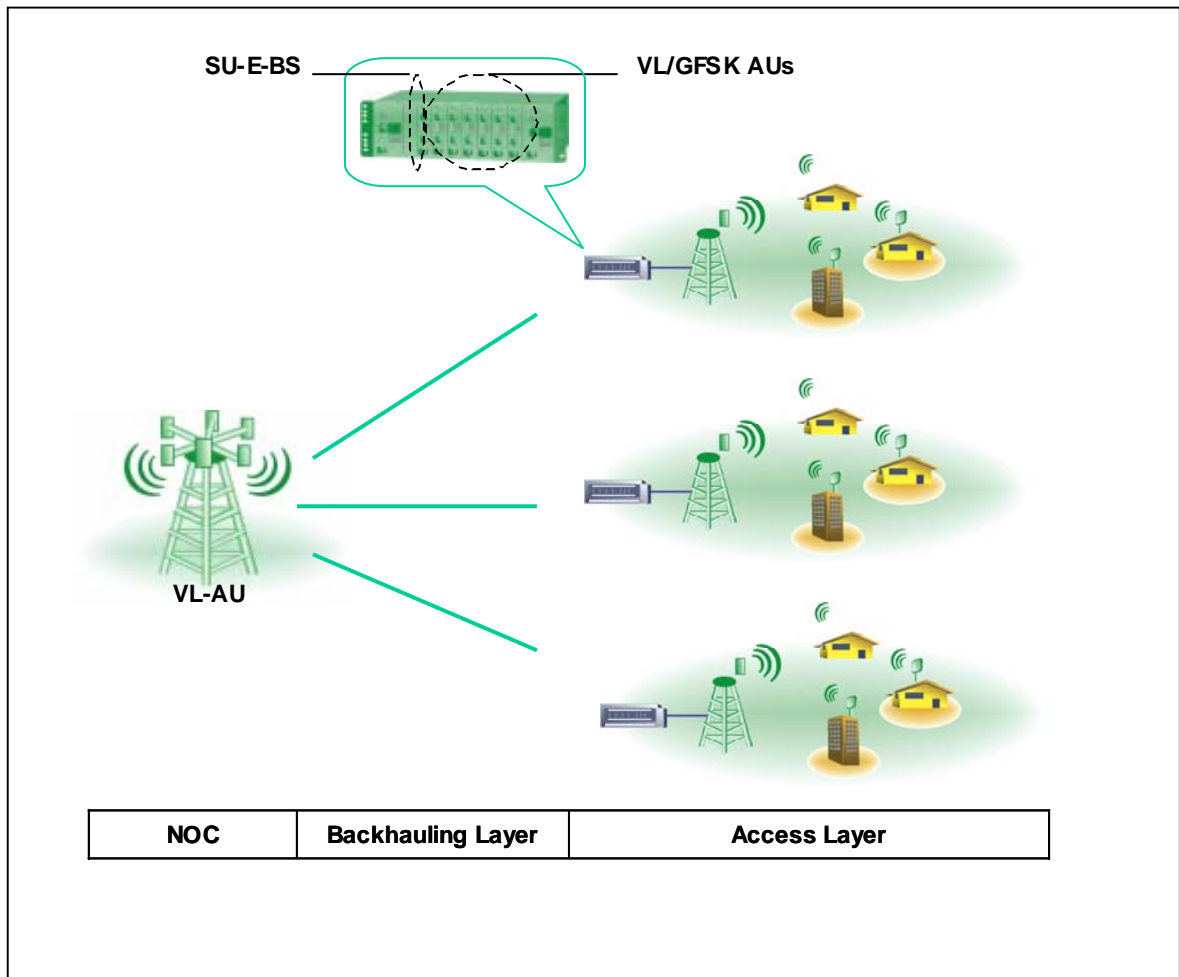 SU-E-BS
VL/GFSK AUs
VL-AU
NOC
Backhauling Layer
Access Layer